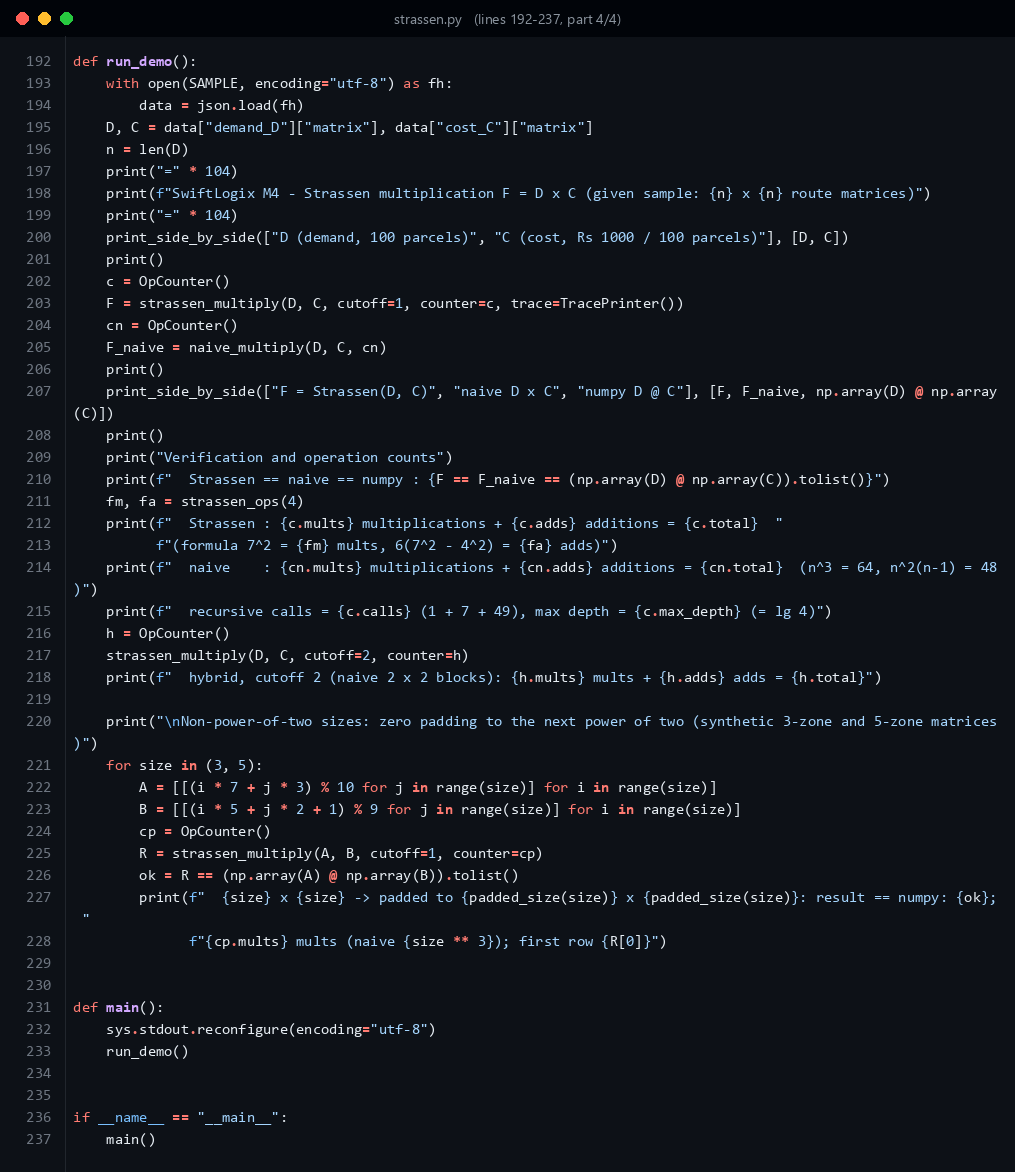 strassen.py   (lines 192-237, part 4/4)
192 def run_demo():
193     with open(SAMPLE, encoding="utf-8") as fh:
194         data = json.load(fh)
195     D, C = data["demand_D"]["matrix"], data["cost_C"]["matrix"]
196     n = len(D)
197     print("=" * 104)
198     print(f"SwiftLogix M4 - Strassen multiplication F = D x C (given sample: {n} x {n} route matrices)")
199     print("=" * 104)
200     print_side_by_side(["D (demand, 100 parcels)", "C (cost, Rs 1000 / 100 parcels)"], [D, C])
201     print()
202     c = OpCounter()
203     F = strassen_multiply(D, C, cutoff=1, counter=c, trace=TracePrinter())
204     cn = OpCounter()
205     F_naive = naive_multiply(D, C, cn)
206     print()
207     print_side_by_side(["F = Strassen(D, C)", "naive D x C", "numpy D @ C"], [F, F_naive, np.array(D) @ np.array
(C)])
208     print()
209     print("Verification and operation counts")
210     print(f"  Strassen == naive == numpy : {F == F_naive == (np.array(D) @ np.array(C)).tolist()}")
211     fm, fa = strassen_ops(4)
212     print(f"  Strassen : {c.mults} multiplications + {c.adds} additions = {c.total}  "
213           f"(formula 7^2 = {fm} mults, 6(7^2 - 4^2) = {fa} adds)")
214     print(f"  naive    : {cn.mults} multiplications + {cn.adds} additions = {cn.total}  (n^3 = 64, n^2(n-1) = 48
)")
215     print(f"  recursive calls = {c.calls} (1 + 7 + 49), max depth = {c.max_depth} (= lg 4)")
216     h = OpCounter()
217     strassen_multiply(D, C, cutoff=2, counter=h)
218     print(f"  hybrid, cutoff 2 (naive 2 x 2 blocks): {h.mults} mults + {h.adds} adds = {h.total}")
219
220     print("\nNon-power-of-two sizes: zero padding to the next power of two (synthetic 3-zone and 5-zone matrices
)")
221     for size in (3, 5):
222         A = [[(i * 7 + j * 3) % 10 for j in range(size)] for i in range(size)]
223         B = [[(i * 5 + j * 2 + 1) % 9 for j in range(size)] for i in range(size)]
224         cp = OpCounter()
225         R = strassen_multiply(A, B, cutoff=1, counter=cp)
226         ok = R == (np.array(A) @ np.array(B)).tolist()
227         print(f"  {size} x {size} -> padded to {padded_size(size)} x {padded_size(size)}: result == numpy: {ok};
 "
228               f"{cp.mults} mults (naive {size ** 3}); first row {R[0]}")
229
230
231 def main():
232     sys.stdout.reconfigure(encoding="utf-8")
233     run_demo()
234
235
236 if __name__ == "__main__":
237     main()